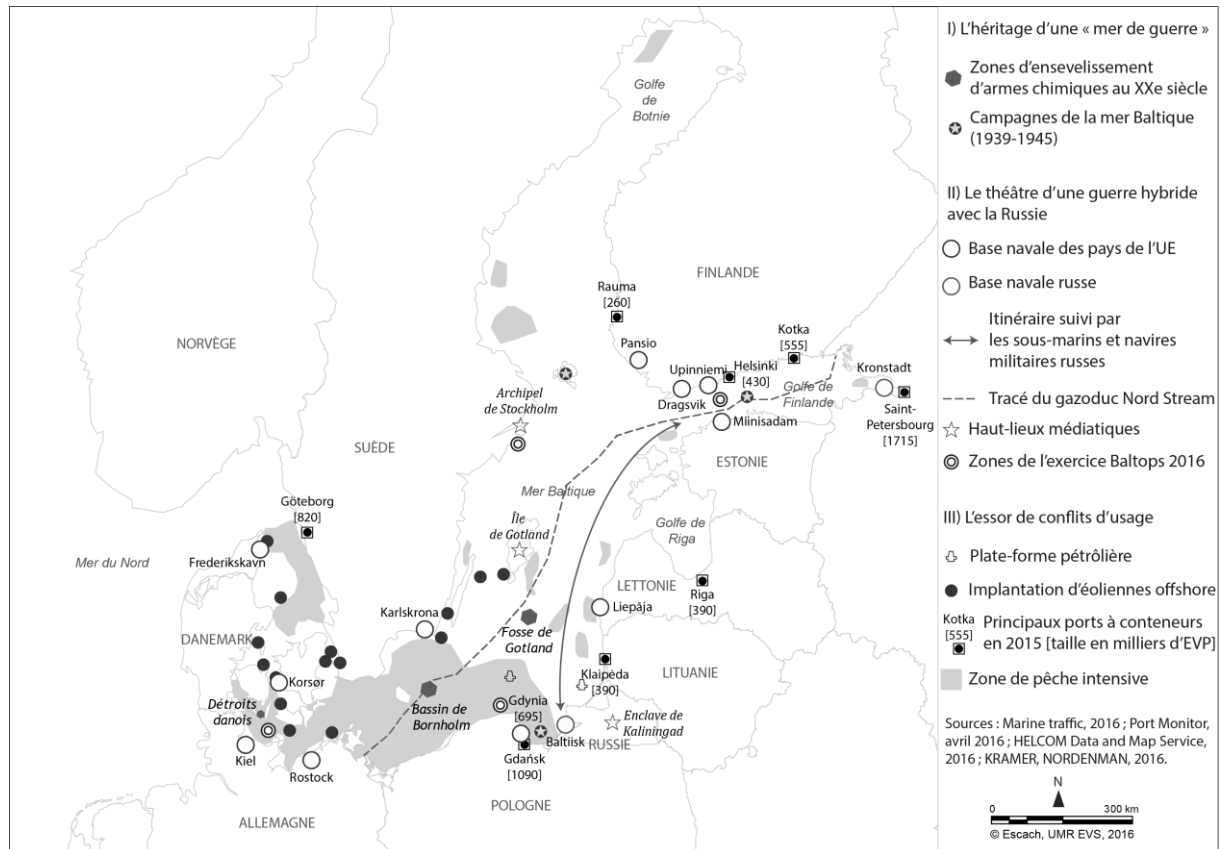 Golfe
de
Botnie
FINLANDE
NORVÈGE
Rauma
[260]
Pansio
Kotka
[555]
Upinniemi
Helsinki
[430]
Dragsvik
Golfe de
Finlande
Kronstadt
Saint-
Petersbourg
[1715]
Miinisadam
Archipel
de Stockholm
SUÈDE
ESTONIE
Mer Baltique
Göteborg
[820]
Île
de Gotland
Golfe de
Riga
Mer du Nord
Frederikskavn
LETTONIE
Riga
[390]
Liepāja
Karlskrona
Fosse de
Gotland
DANEMARK
LITUANIE
Klaipėda
[390]
Korsør
Détroits
danois
Bassin de
Bornholm
Gdynia
[695]
Baltiisk
Enclave de
Kaliningad
RUSSIE
Kiel
Rostock
Gdańsk
[1090]
POLOGNE
ALLEMAGNE
I) L'héritage d'une « mer de guerre »
Zones d'ensevelissement
d'armes chimiques au XXe siècle
Campagnes de la mer Baltique
(1939-1945)
II) Le théâtre d'une guerre hybride
avec la Russie
Base navale des pays de l'UE
Base navale russe
Itinéraire suivi par
les sous-marins et navires
militaires russes
Tracé du gazoduc Nord Stream
Haut-lieux médiatiques
Zones de l'exercice Baltops 2016
III) L'essor de conflits d'usage
Plate-forme pétrôlière
Implantation d'éoliennes offshore
Kotka
[555]
Principaux ports à conteneurs
en 2015 [taille en milliers d'EVP]
Zone de pêche intensive
Sources : Marine traffic, 2016 ; Port Monitor,
avril 2016 ; HELCOM Data and Map Service,
2016 ; KRAMER, NORDENMAN, 2016.
N
0 300 km
© Escach, UMR EVS, 2016